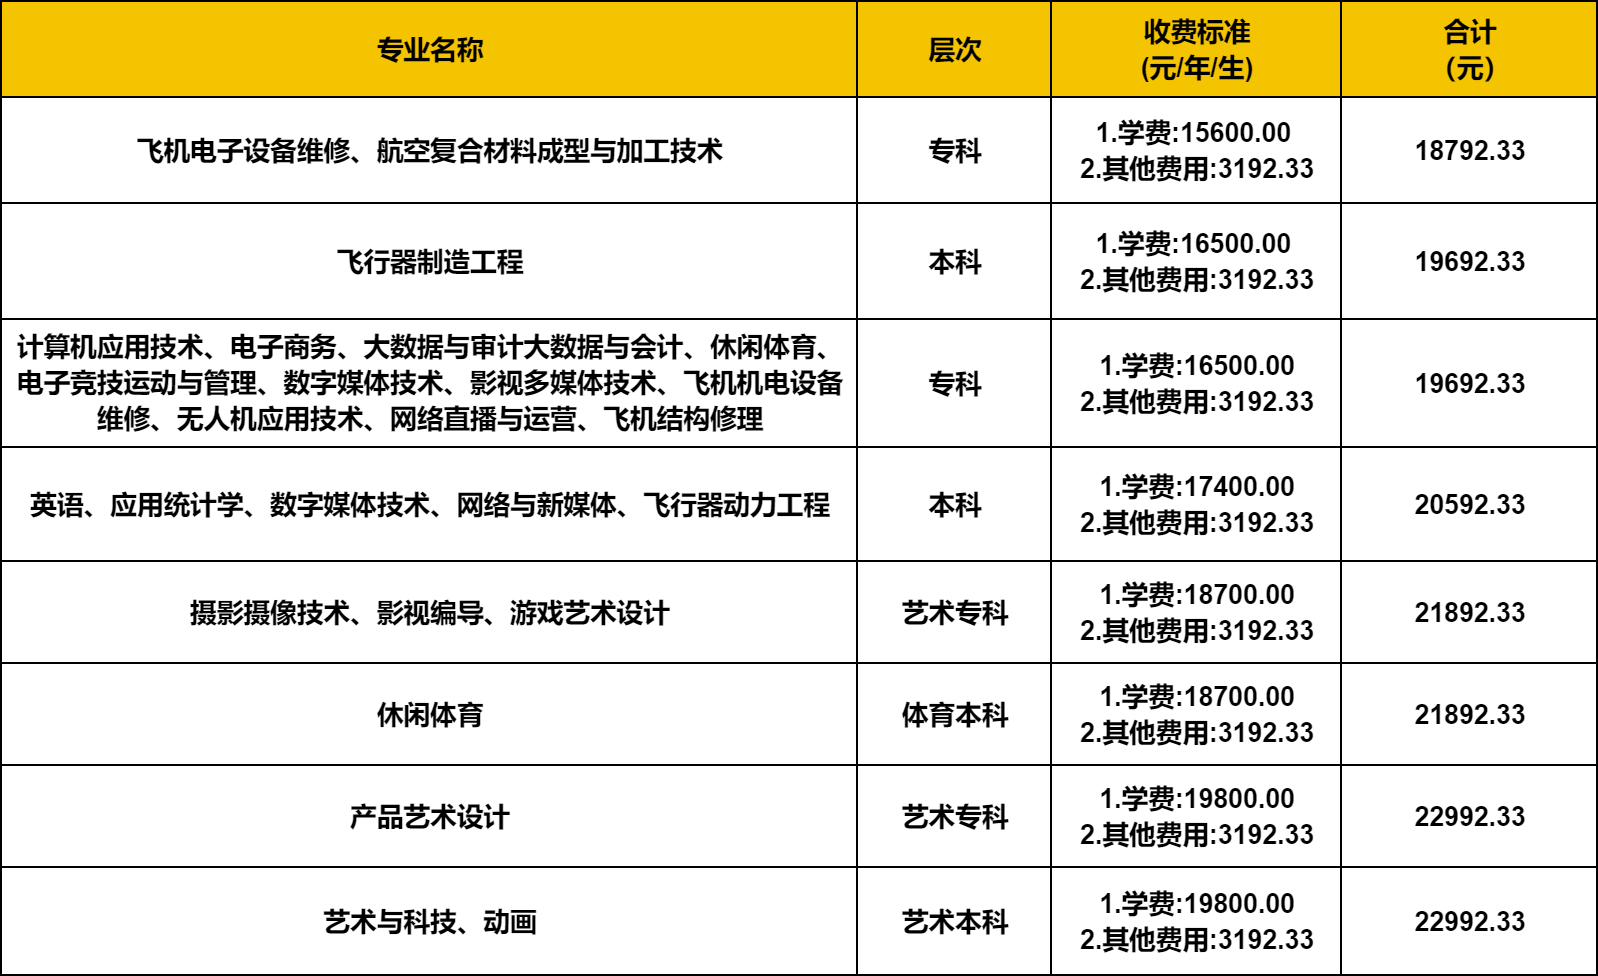 专业名称
层次
收费标准
(元/年/生)
合计
（元）
飞机电子设备维修、航空复合材料成型与加工技术
专科
1.学费:15600.00
2.其他费用:3192.33
18792.33
飞行器制造工程
本科
1.学费:16500.00
2.其他费用:3192.33
19692.33
计算机应用技术、电子商务、大数据与审计大数据与会计、休闲体育、
电子竞技运动与管理、数字媒体技术、影视多媒体技术、飞机机电设备
维修、无人机应用技术、网络直播与运营、飞机结构修理
专科
1.学费:16500.00
2.其他费用:3192.33
19692.33
英语、应用统计学、数字媒体技术、网络与新媒体、飞行器动力工程
本科
1.学费:17400.00
2.其他费用:3192.33
20592.33
摄影摄像技术、影视编导、游戏艺术设计
艺术专科
1.学费:18700.00
2.其他费用:3192.33
21892.33
休闲体育
体育本科
1.学费:18700.00
2.其他费用:3192.33
21892.33
产品艺术设计
艺术专科
1.学费:19800.00
2.其他费用:3192.33
22992.33
艺术与科技、动画
艺术本科
1.学费:19800.00
2.其他费用:3192.33
22992.33